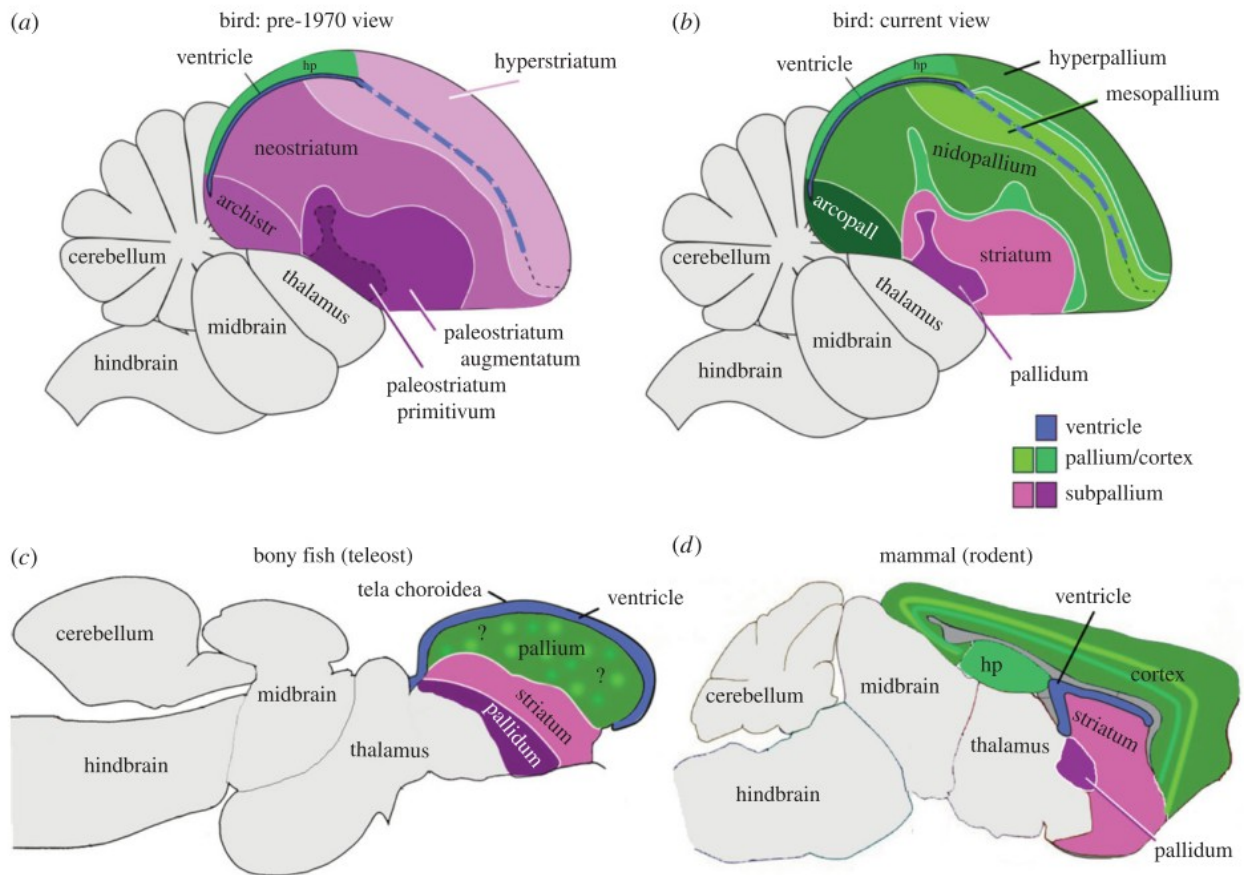 (a)
bird: pre-1970 view
ventricle
hp
hyperstriatum
neostriatum
archistr
cerebellum
thalamus
midbrain
hindbrain
paleostriatum
augmentatum
paleostriatum
primitivum
(b)
bird: current view
ventricle
hp
hyperpallium
mesopallium
nidopallium
arcopall
striatum
cerebellum
thalamus
midbrain
hindbrain
pallidum
ventricle
pallium/cortex
subpallium
(c)
bony fish (teleost)
tela choroidea
ventricle
cerebellum
?
pallium
?
midbrain
striatum
pallidum
thalamus
hindbrain
(d)
mammal (rodent)
ventricle
hp
cortex
cerebellum
midbrain
striatum
thalamus
hindbrain
pallidum